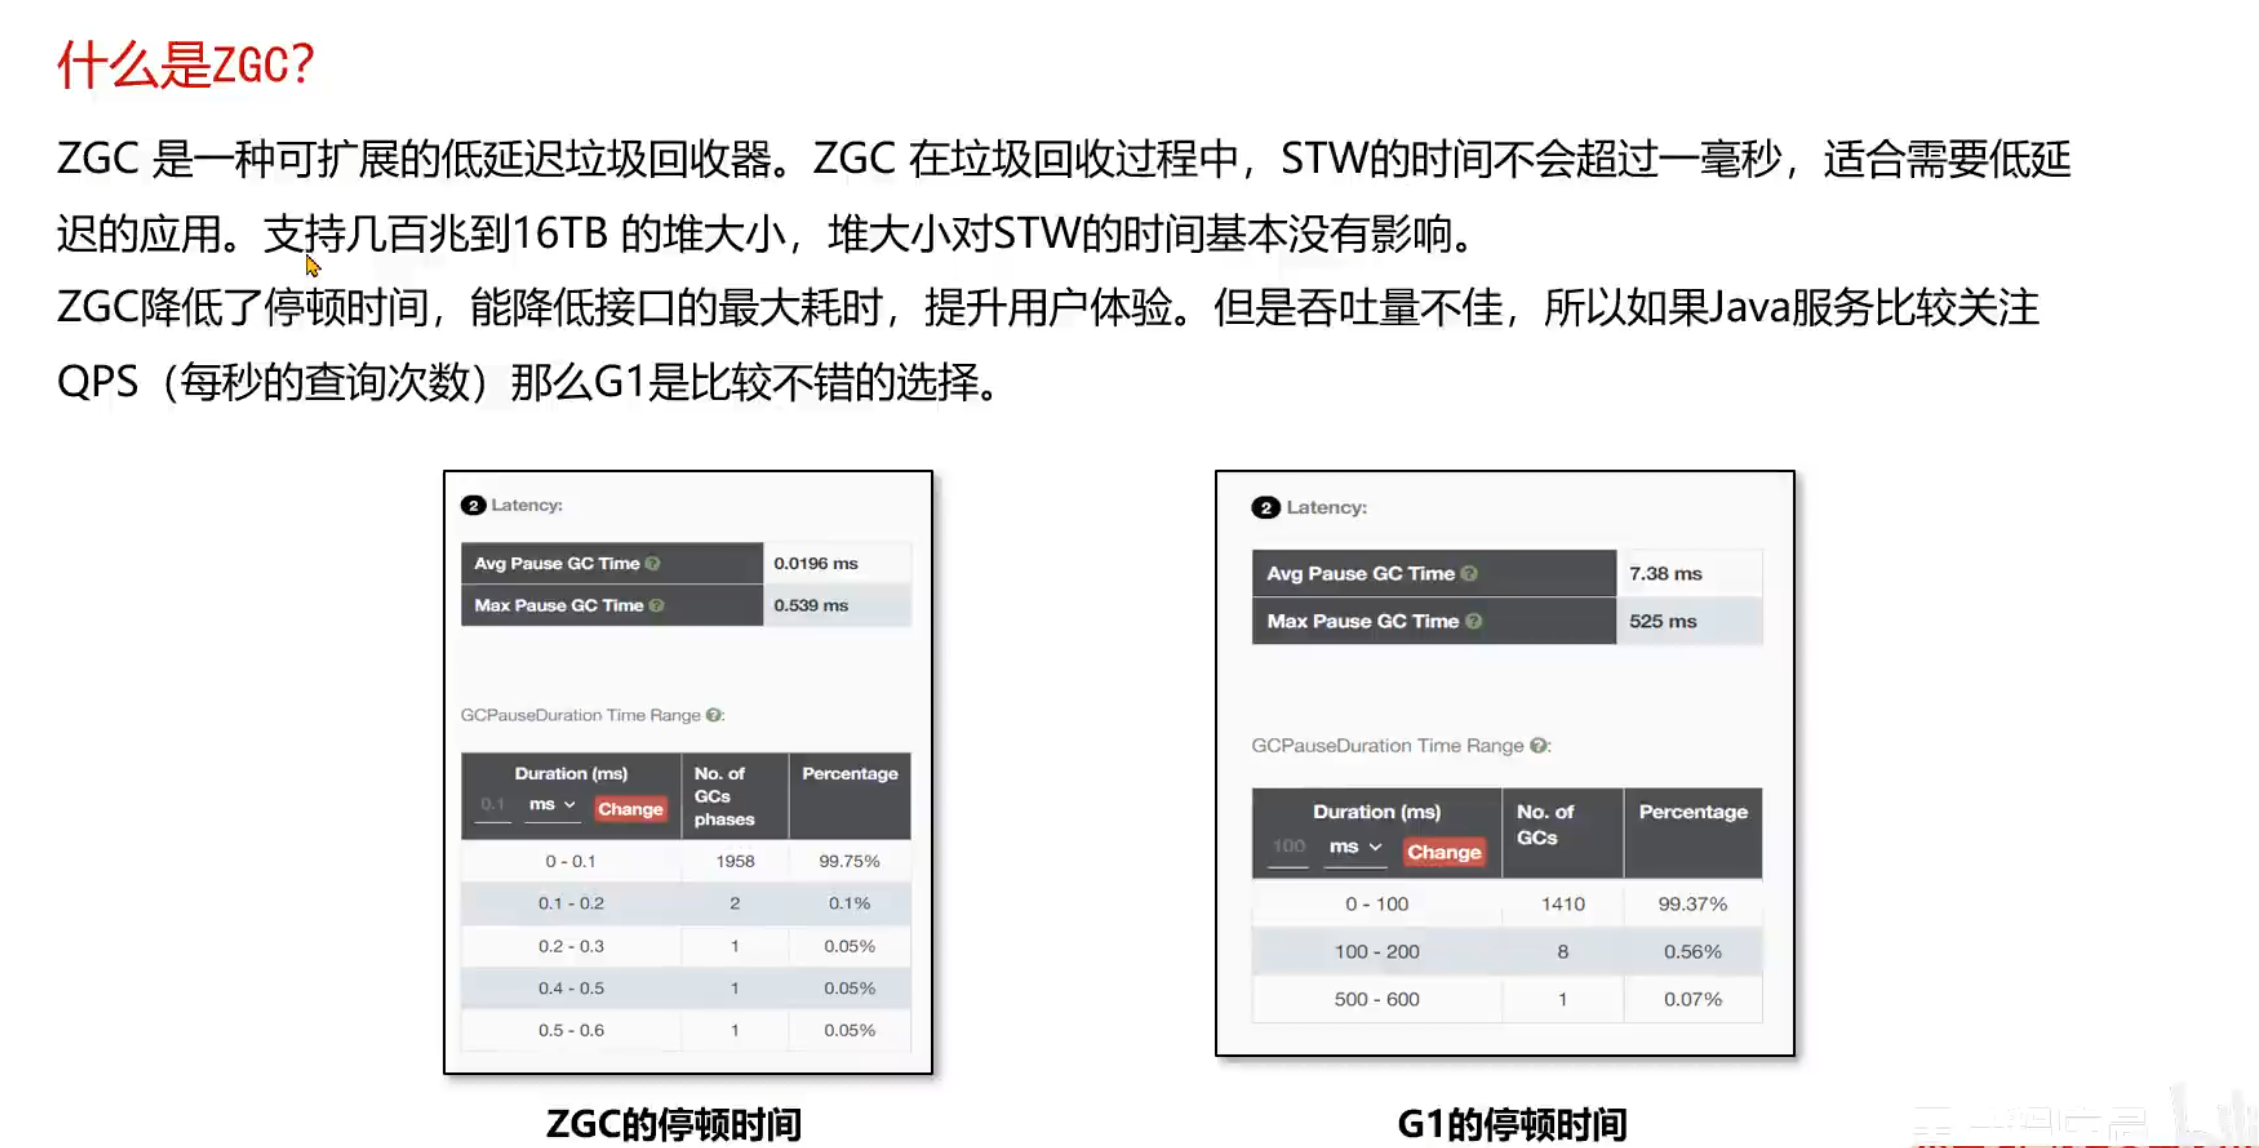 什么是ZGC?
ZGC 是一种可扩展的低延迟垃圾回收器。ZGC 在垃圾回收过程中，STW的时间不会超过一毫秒，适合需要低延
迟的应用。支持几百兆到16TB 的堆大小，堆大小对STW的时间基本没有影响。
ZGC降低了停顿时间，能降低接口的最大耗时，提升用户体验。但是吞吐量不佳，所以如果Java服务比较关注
QPS（每秒的查询次数）那么G1是比较不错的选择。
2 Latency:
Avg Pause GC Time ? 0.0196 ms
Max Pause GC Time ? 0.539 ms
GCPauseDuration Time Range ?:
Duration (ms) No. of GCs phases Percentage
0.1 ms Change
0 - 0.1 1958 99.75%
0.1 - 0.2 2 0.1%
0.2 - 0.3 1 0.05%
0.4 - 0.5 1 0.05%
0.5 - 0.6 1 0.05%
ZGC的停顿时间
2 Latency:
Avg Pause GC Time ? 7.38 ms
Max Pause GC Time ? 525 ms
GCPauseDuration Time Range ?:
Duration (ms) No. of GCs Percentage
100 ms Change
0 - 100 1410 99.37%
100 - 200 8 0.56%
500 - 600 1 0.07%
G1的停顿时间